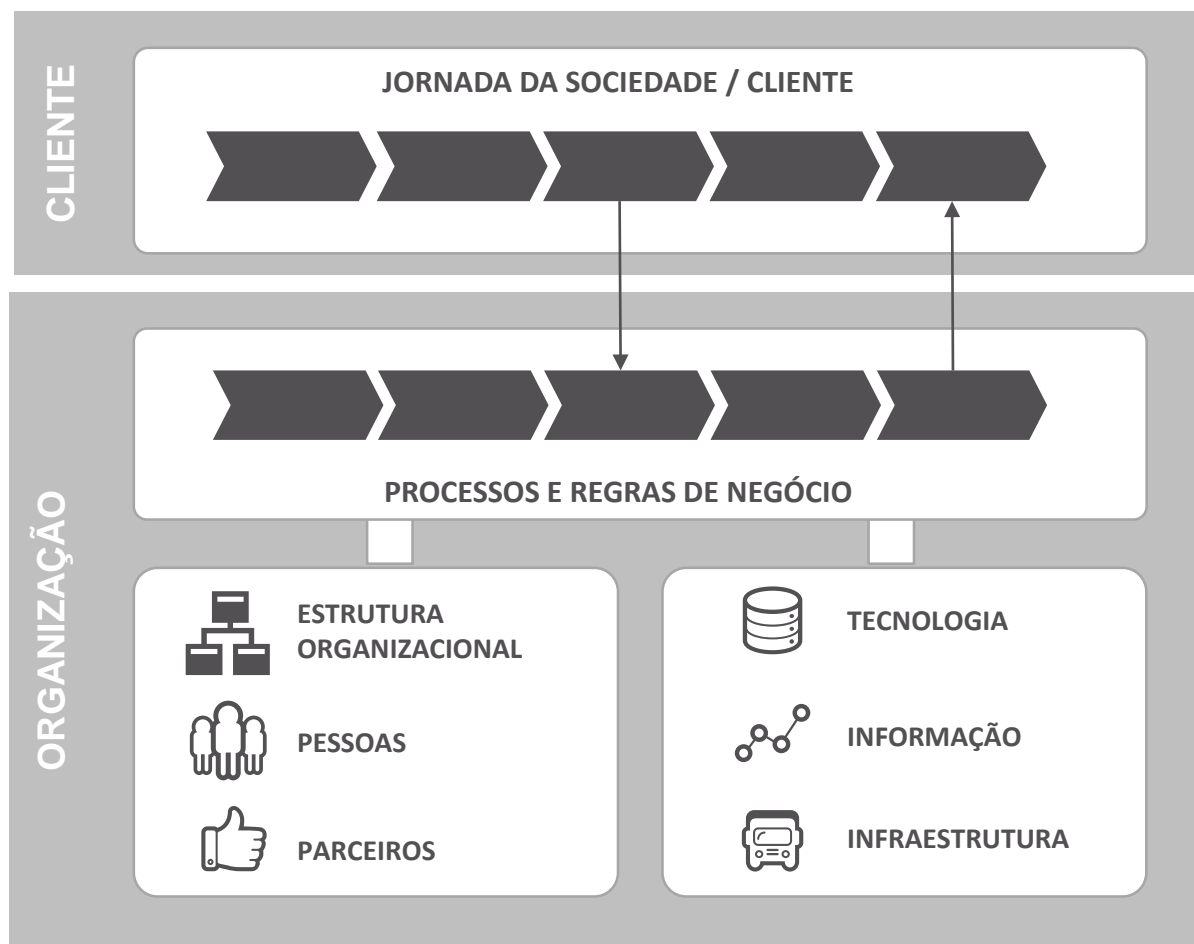 CLIENTE
JORNADA DA SOCIEDADE / CLIENTE
ORGANIZAÇÃO
PROCESSOS E REGRAS DE NEGÓCIO
ESTRUTURA
ORGANIZACIONAL
PESSOAS
PARCEIROS
TECNOLOGIA
INFORMAÇÃO
INFRAESTRUTURA